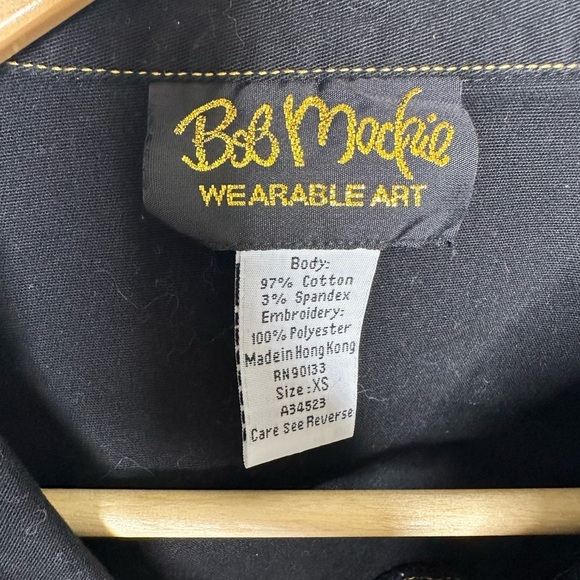 Bob Mackie
WEARABLE ART
Body:
97% Cotton
3% Spandex
Embroidery:
100% Polyester
Made in Hong Kong
RN90133
Size:XS
A34523
Care See Reverse